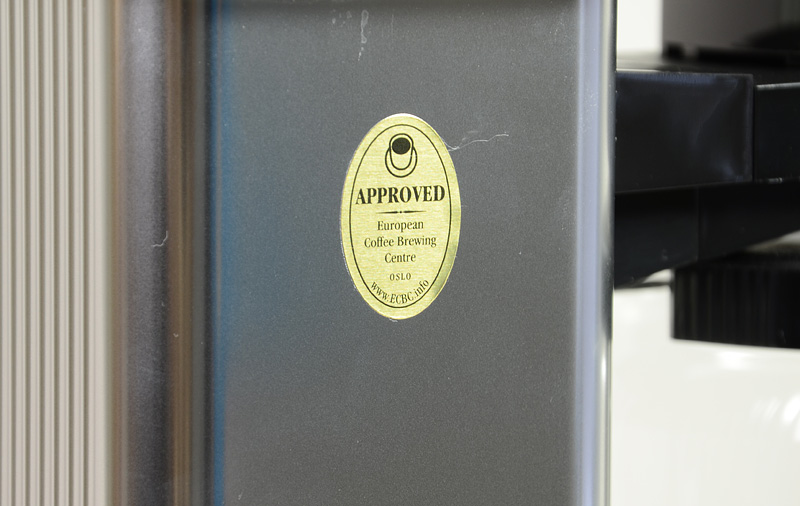 APPROVED
European
Coffee Brewing
Centre
OSLO
www.ECBC.info